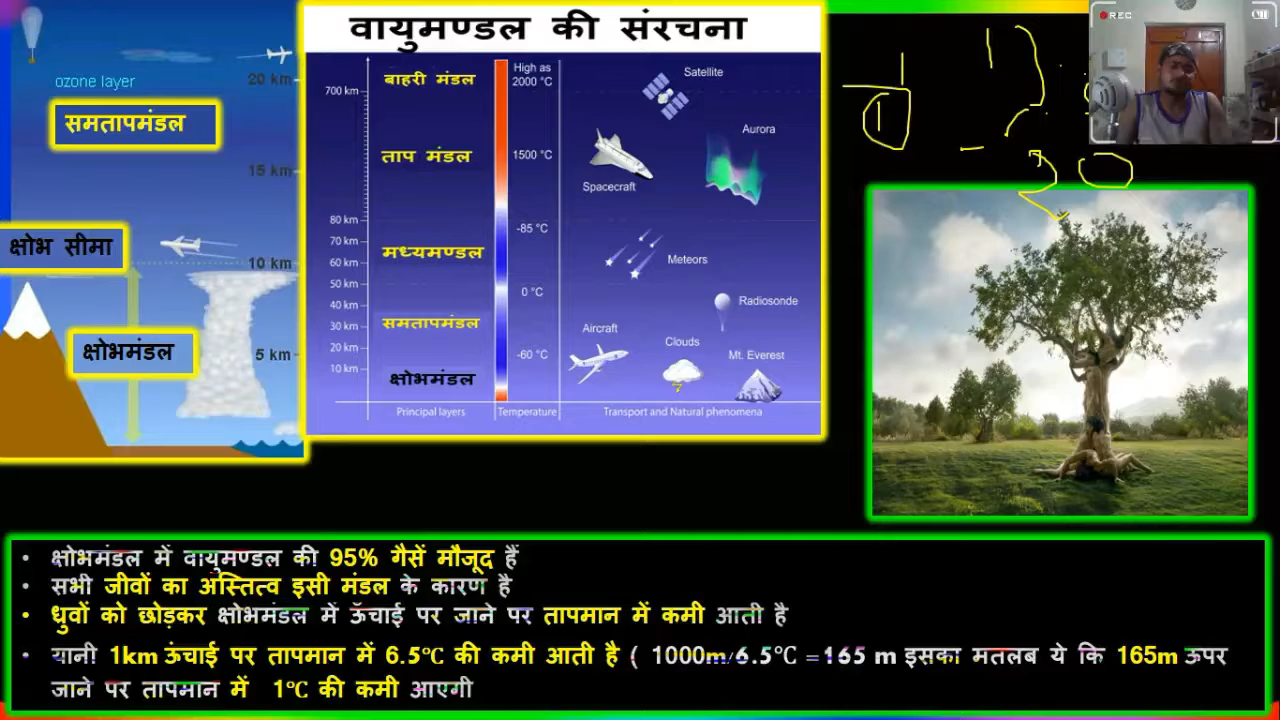 वायुमण्डल की संरचना
REC
ozone layer
20 km
समतापमंडल
15 km
क्षोभ सीमा
10 km
क्षोभमंडल
5 km
बाहरी मंडल
High as
2000 °C
Satellite
700 km
ताप मंडल
1500 °C
Aurora
Spacecraft
80 km
-85 °C
70 km
मध्यमण्डल
60 km
Meteors
50 km
0 °C
40 km
Radiosonde
30 km
समतापमंडल
Aircraft
20 km
-60 °C
Clouds
Mt. Everest
10 km
क्षोभमंडल
Principal layers
Temperature
Transport and Natural phenomena
• क्षोभमंडल में वायुमण्डल की 95% गैसें मौजूद हैं
• सभी जीवों का अस्तित्व इसी मंडल के कारण है
• धुवों को छोड़कर क्षोभमंडल में ऊँचाई पर जाने पर तापमान में कमी आती है
• यानी 1km ऊंचाई पर तापमान में 6.5℃ की कमी आती है ( 1000m/6.5℃ =165 m इसका मतलब ये कि 165m ऊपर
जाने पर तापमान में 1℃ की कमी आएगी